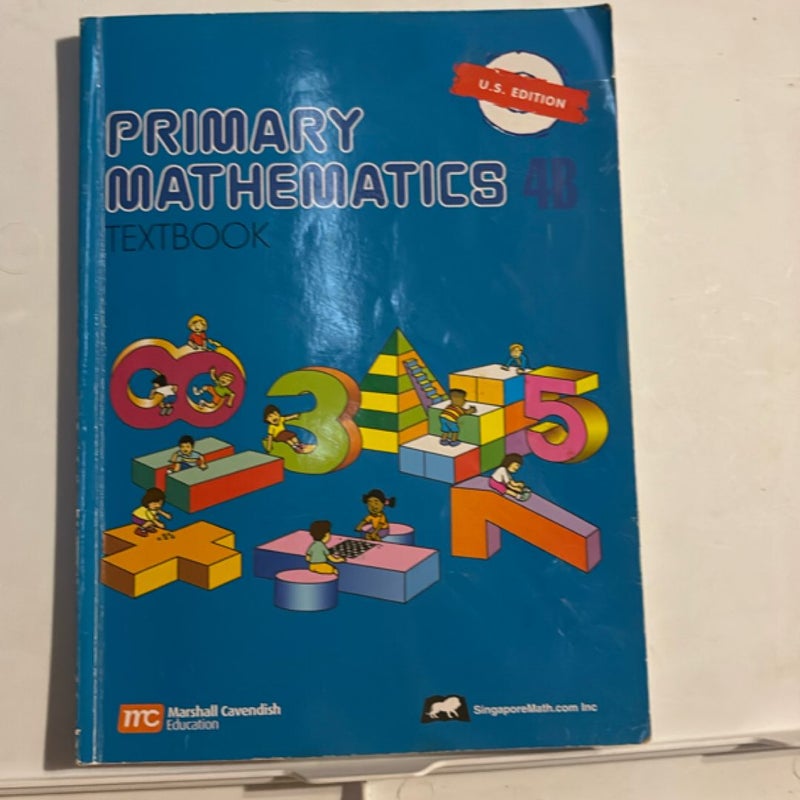 U.S. EDITION
PRIMARY
MATHEMATICS 4B
TEXTBOOK
mc Marshall Cavendish
Education
SingaporeMath.com Inc